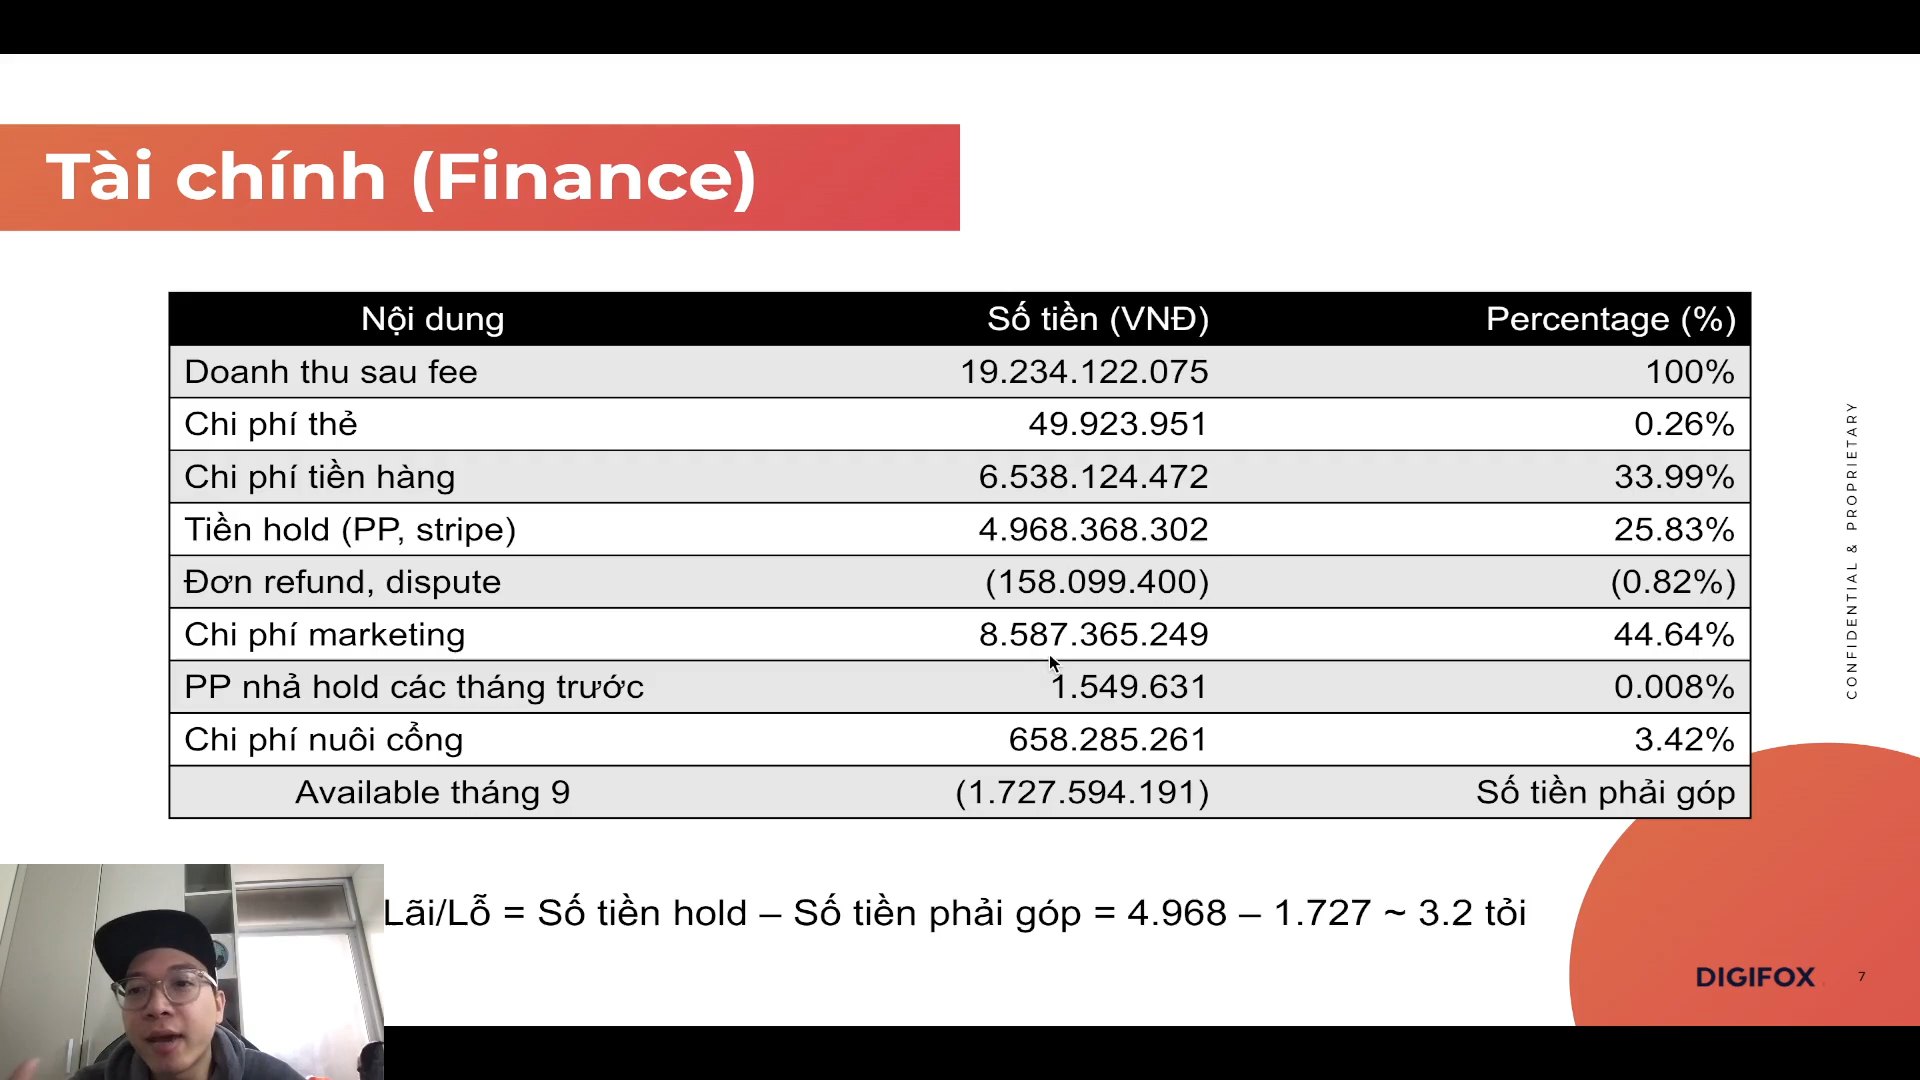 Tài chính (Finance)
Nội dung Số tiền (VNĐ) Percentage (%)
Doanh thu sau fee 19.234.122.075 100%
Chi phí thẻ 49.923.951 0.26%
Chi phí tiền hàng 6.538.124.472 33.99%
Tiền hold (PP, stripe) 4.968.368.302 25.83%
Đơn refund, dispute (158.099.400) (0.82%)
Chi phí marketing 8.587.365.249 44.64%
PP nhả hold các tháng trước 1.549.631 0.008%
Chi phí nuôi cổng 658.285.261 3.42%
Available tháng 9 (1.727.594.191) Số tiền phải góp
Lãi/Lỗ = Số tiền hold – Số tiền phải góp = 4.968 – 1.727 ~ 3.2 tỏi
CONFIDENTIAL & PROPRIETARY
DIGIFOX 7